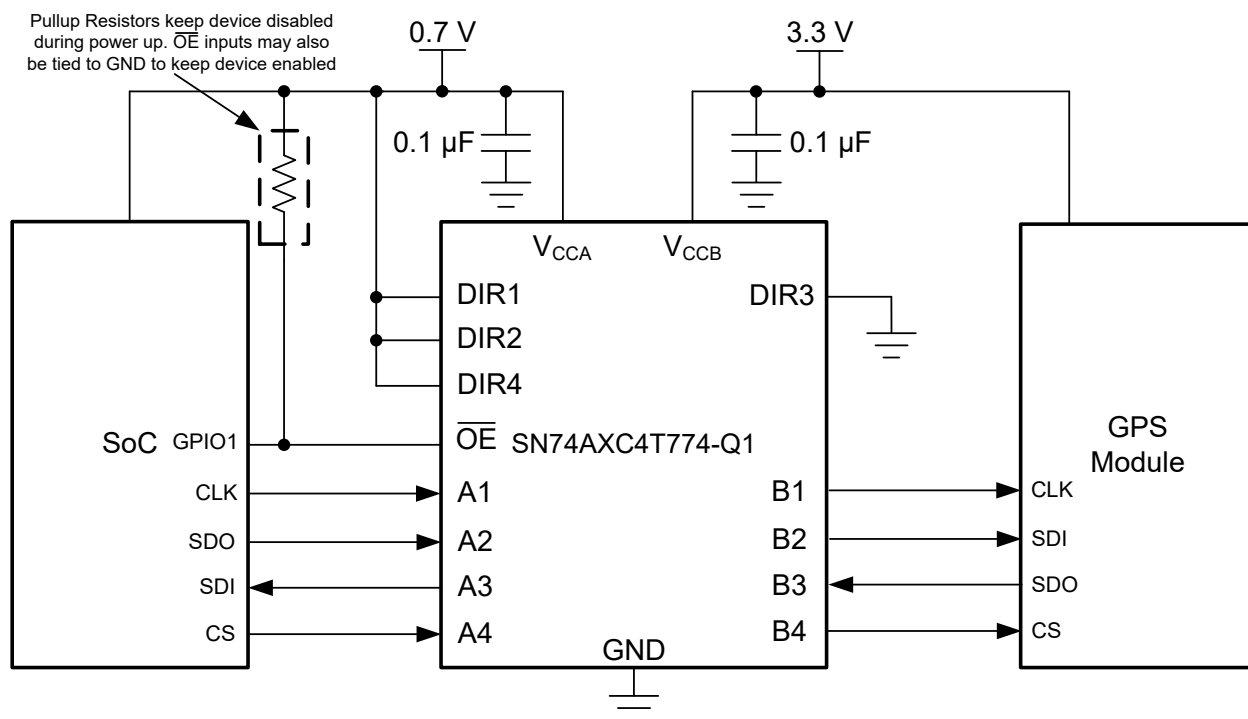 Pullup Resistors keep device disabled
during power up. OE inputs may also
be tied to GND to keep device enabled
0.7 V
3.3 V
0.1 µF
0.1 µF
VCCA
VCCB
DIR1
DIR3
DIR2
DIR4
SoC
GPIO1
OE
SN74AXC4T774-Q1
GPS
Module
CLK
A1
B1
CLK
SDO
A2
B2
SDI
SDI
A3
B3
SDO
CS
A4
B4
CS
GND